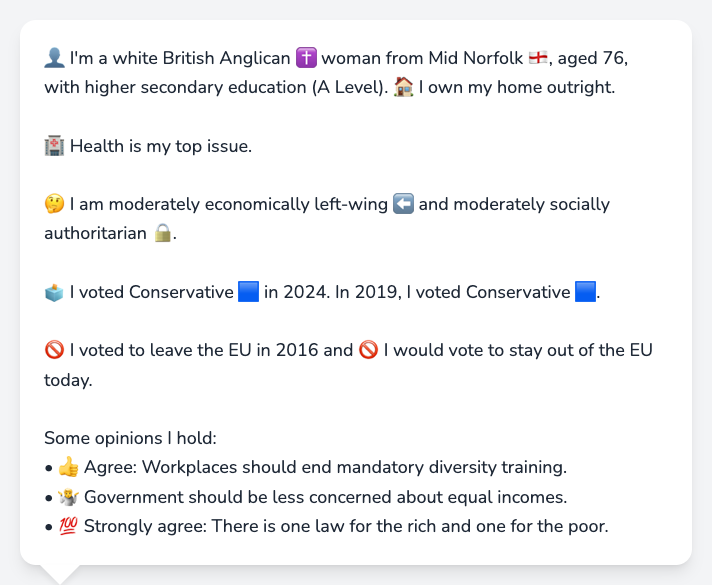 👤 I'm a white British Anglican ✝️ woman from Mid Norfolk 🏴󠁧󠁢󠁥󠁮󠁧󠁿, aged 76,
with higher secondary education (A Level). 🏠 I own my home outright.
🏥 Health is my top issue.
🤔 I am moderately economically left-wing ⬅️ and moderately socially
authoritarian 🔒.
🗳️ I voted Conservative 🟦 in 2024. In 2019, I voted Conservative 🟦.
🚫 I voted to leave the EU in 2016 and 🚫 I would vote to stay out of the EU
today.
Some opinions I hold:
• 👍 Agree: Workplaces should end mandatory diversity training.
• 🤷 Government should be less concerned about equal incomes.
• 💯 Strongly agree: There is one law for the rich and one for the poor.